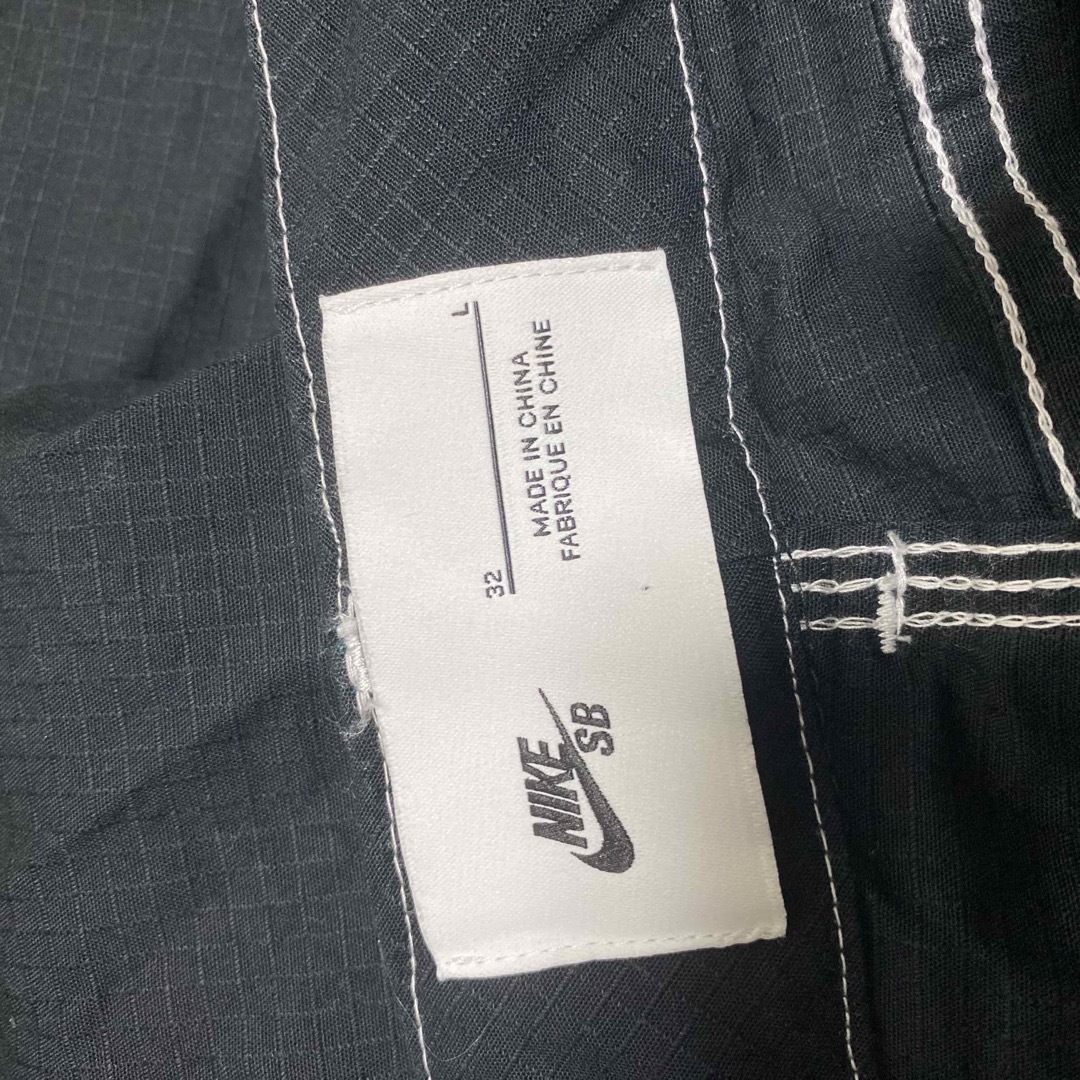 NIKE
SB
32 L
MADE IN CHINA
FABRIQUE EN CHINE